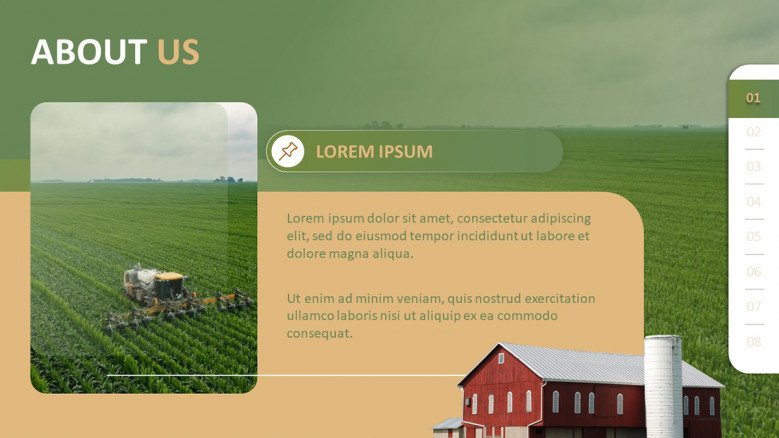 ABOUT US
LOREM IPSUM
Lorem ipsum dolor sit amet, consectetur adipiscing
elit, sed do eiusmod tempor incididunt ut labore et
dolore magna aliqua.
Ut enim ad minim veniam, quis nostrud exercitation
ullamco laboris nisi ut aliquip ex ea commodo
consequat.
01
02
03
04
05
06
07
08